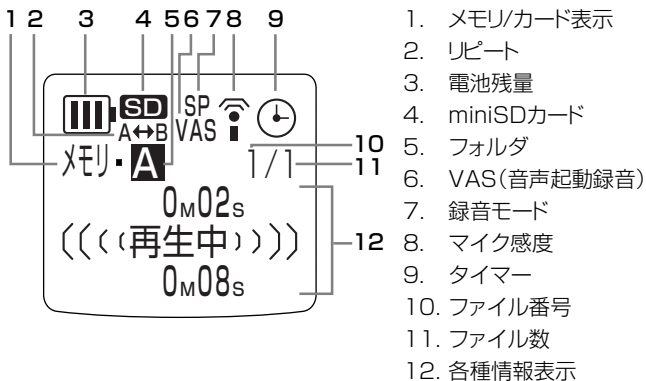 1 2 3 4 5 6 7 8 9
SD SP
A↔B VAS
メモリ・A 1/1
10
11
0M02s
((((再生中))))
12
0M08s
1. メモリ/カード表示
2. リピート
3. 電池残量
4. miniSDカード
5. フォルダ
6. VAS(音声起動録音)
7. 録音モード
8. マイク感度
9. タイマー
10. ファイル番号
11. ファイル数
12. 各種情報表示